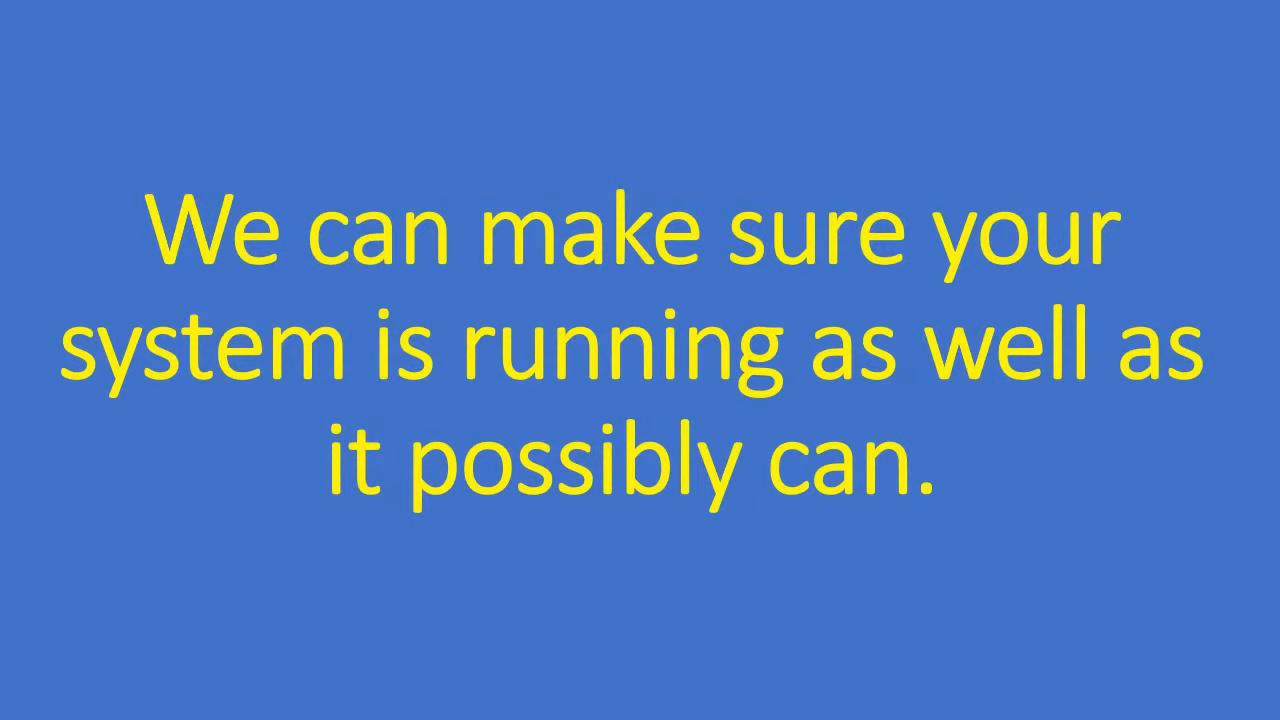 We can make sure your
system is running as well as
it possibly can.